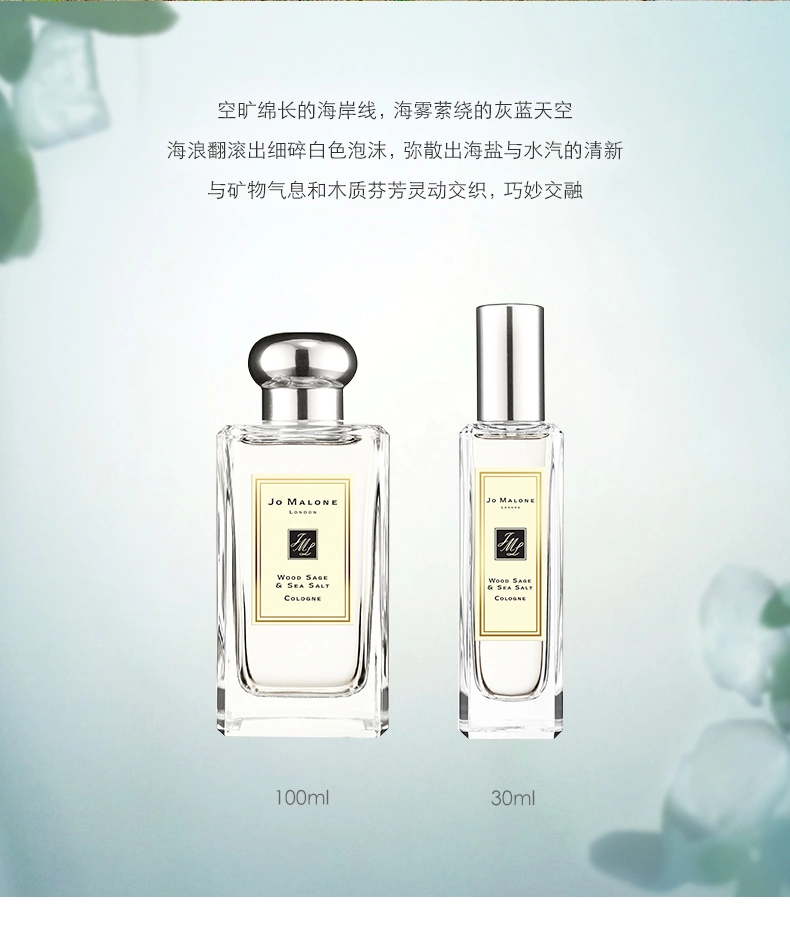 空旷绵长的海岸线，海雾萦绕的灰蓝天空
海浪翻滚出细碎白色泡沫，弥散出海盐与水汽的清新
与矿物气息和木质芬芳灵动交织，巧妙交融
JO MALONE
LONDON
JML
WOOD SAGE
& SEA SALT
COLOGNE
JO MALONE
LONDON
JML
WOOD SAGE
& SEA SALT
COLOGNE
100ml
30ml